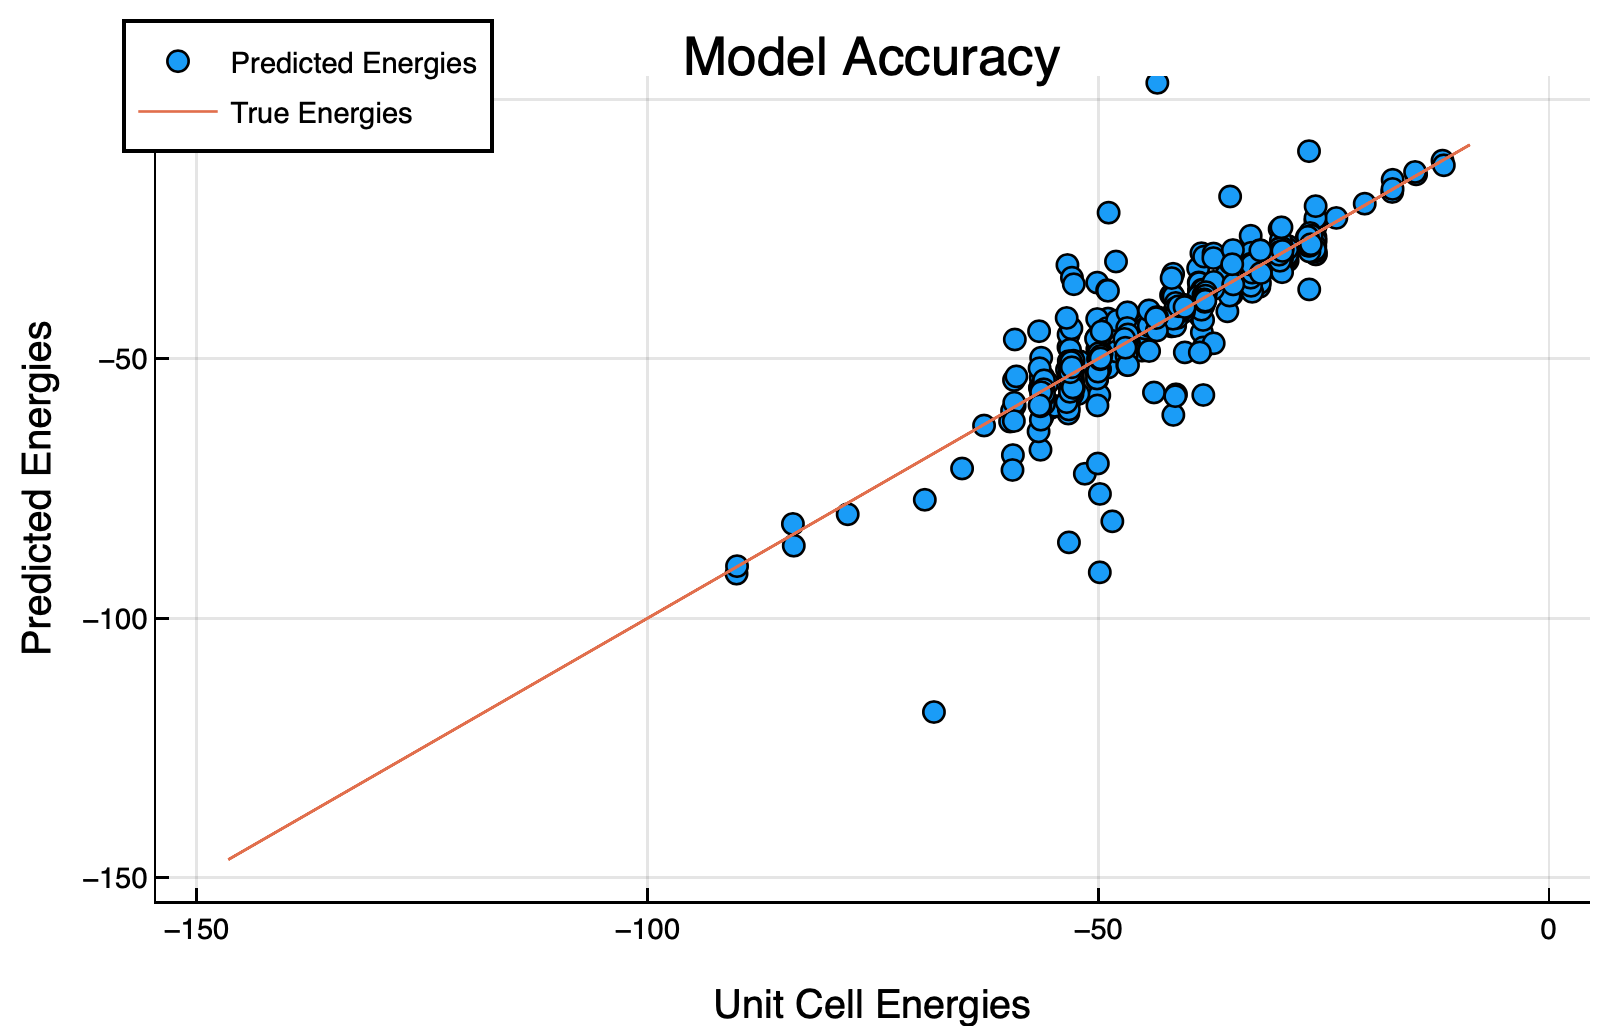 Model Accuracy
Predicted Energies
True Energies
Predicted Energies
−50
−100
−150
−150
−100
−50
0
Unit Cell Energies